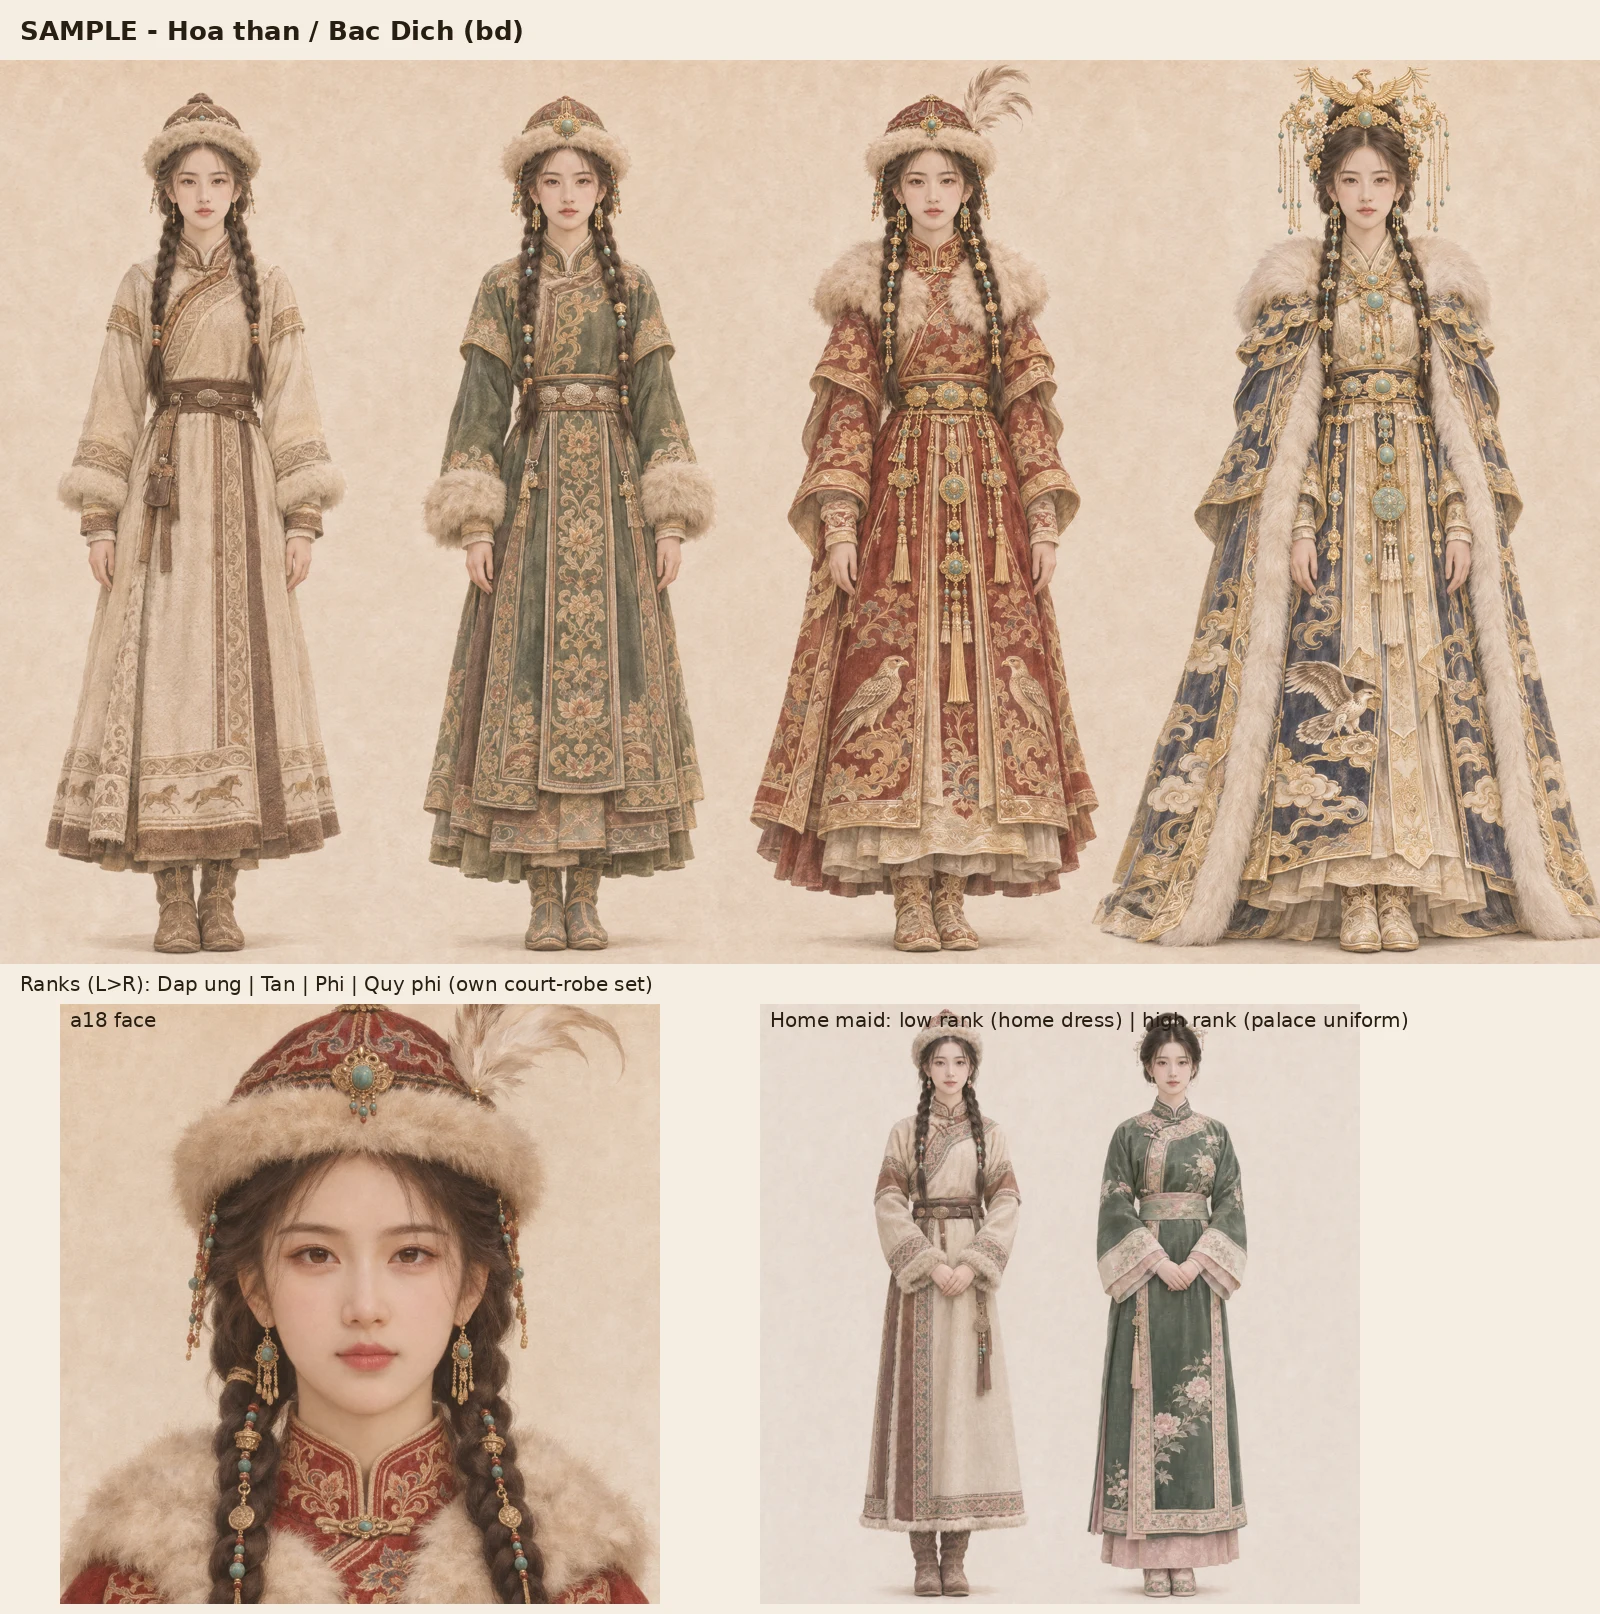 SAMPLE - Hoa than / Bac Dich (bd)
Ranks (L>R): Dap ung | Tan | Phi | Quy phi (own court-robe set)
a18 face
Home maid: low rank (home dress) | high rank (palace uniform)